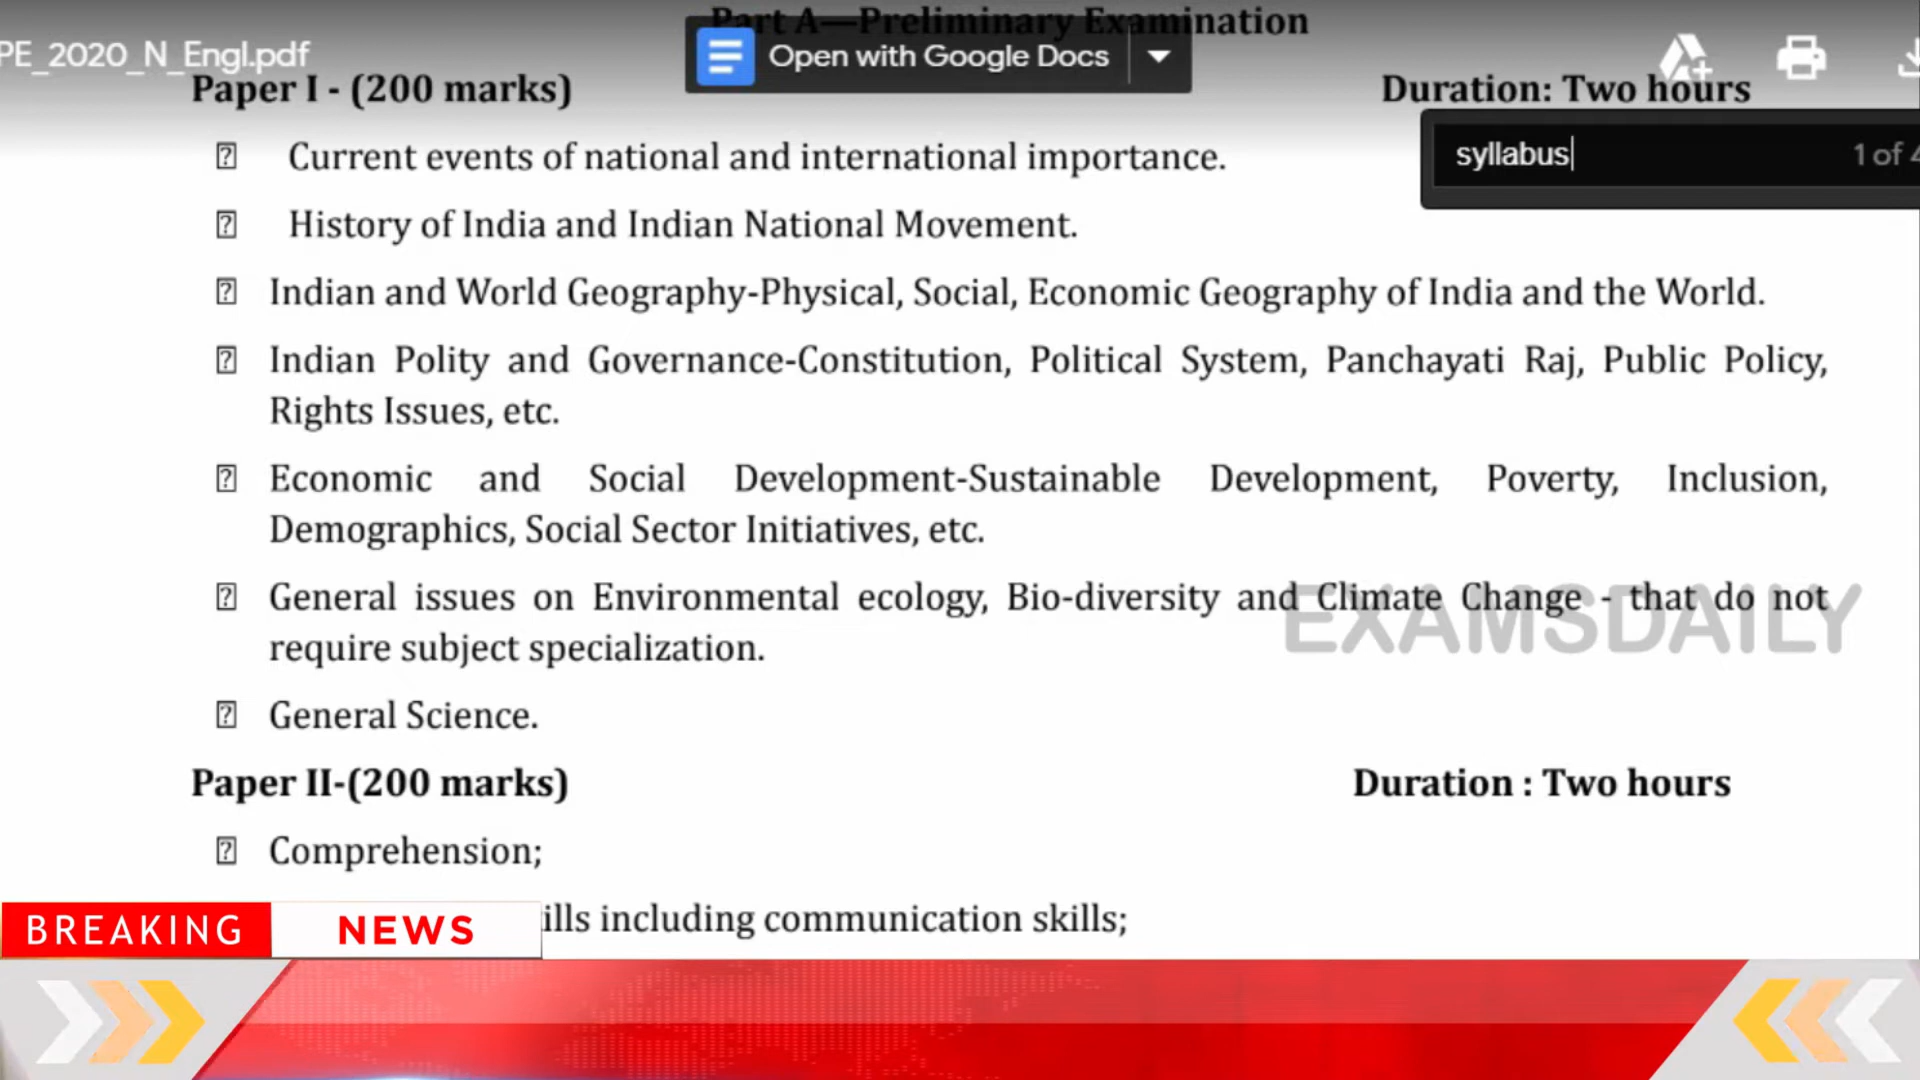 Part A—Preliminary Examination
PE_2020_N_Engl.pdf
Open with Google Docs
Paper I - (200 marks)
Duration: Two hours
syllabus
1 of 4
Current events of national and international importance.
History of India and Indian National Movement.
Indian and World Geography-Physical, Social, Economic Geography of India and the World.
Indian Polity and Governance-Constitution, Political System, Panchayati Raj, Public Policy,
Rights Issues, etc.
Economic and Social Development-Sustainable Development, Poverty, Inclusion,
Demographics, Social Sector Initiatives, etc.
General issues on Environmental ecology, Bio-diversity and Climate Change - that do not
require subject specialization.
EXAMSDAILY
General Science.
Paper II-(200 marks)
Duration : Two hours
Comprehension;
ills including communication skills;
BREAKING NEWS